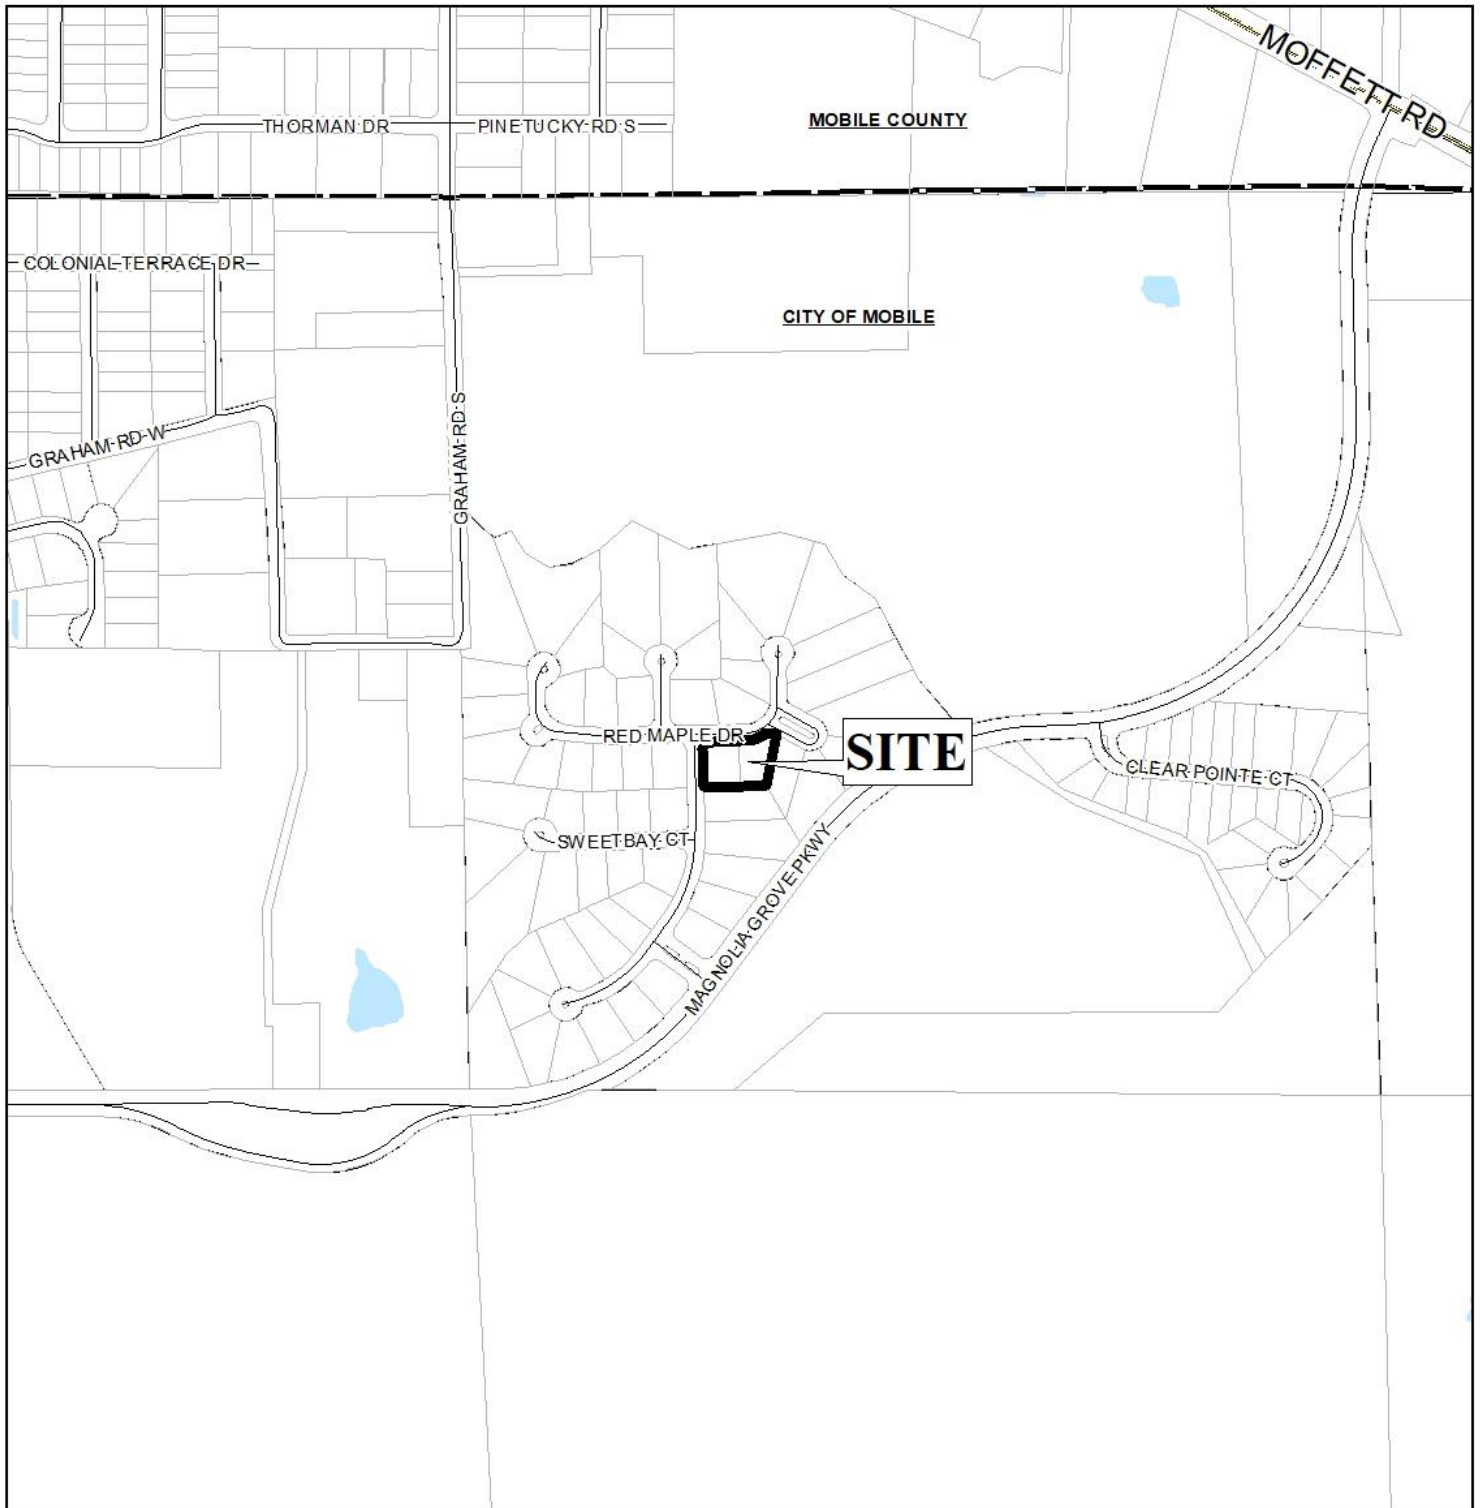 MOFFETT RD
THORMAN DR
PINETUCKY RD S
MOBILE COUNTY
COLONIAL TERRACE DR
CITY OF MOBILE
GRAHAM RD W
GRAHAM RD S
RED MAPLE DR
SITE
CLEAR POINTE CT
SWEETBAY CT
MAGNOLIA GROVE PKWY